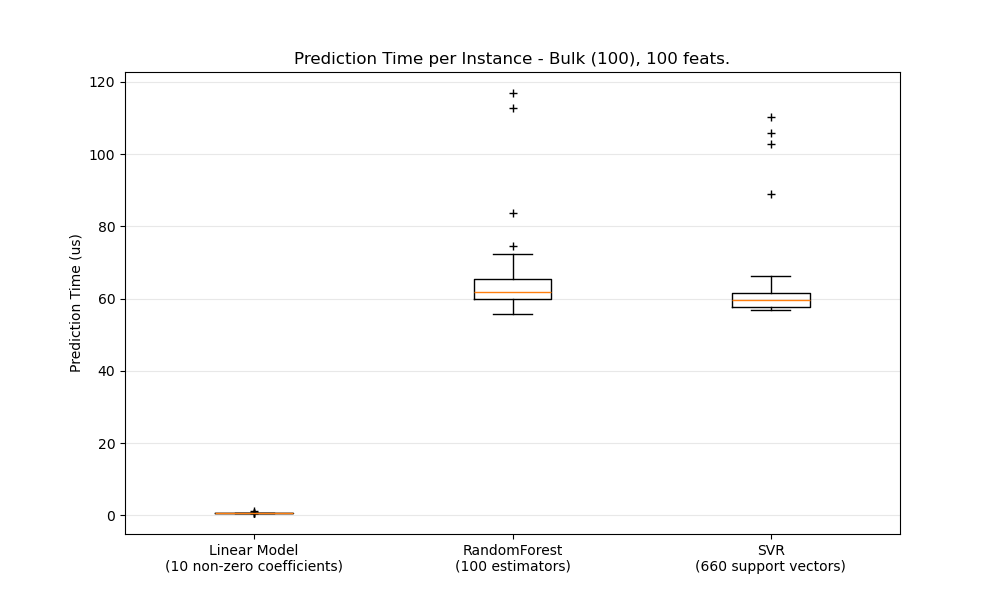 Prediction Time per Instance - Bulk (100), 100 feats.
120
100
80
60
40
20
0
Prediction Time (us)
Linear Model
(10 non-zero coefficients)
RandomForest
(100 estimators)
SVR
(660 support vectors)